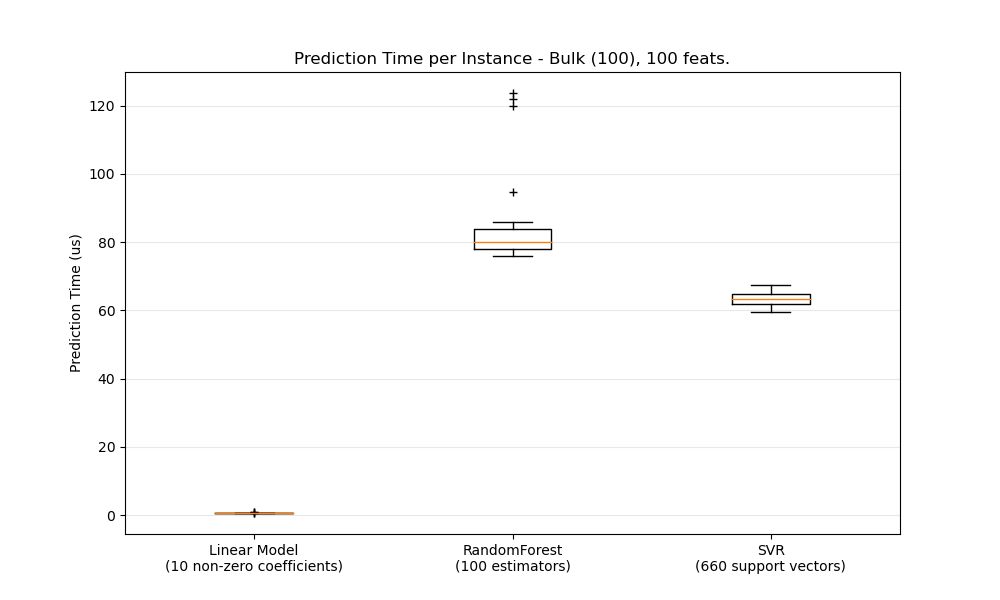 Prediction Time per Instance - Bulk (100), 100 feats.
120
100
80
60
40
20
0
Prediction Time (us)
Linear Model
(10 non-zero coefficients)
RandomForest
(100 estimators)
SVR
(660 support vectors)